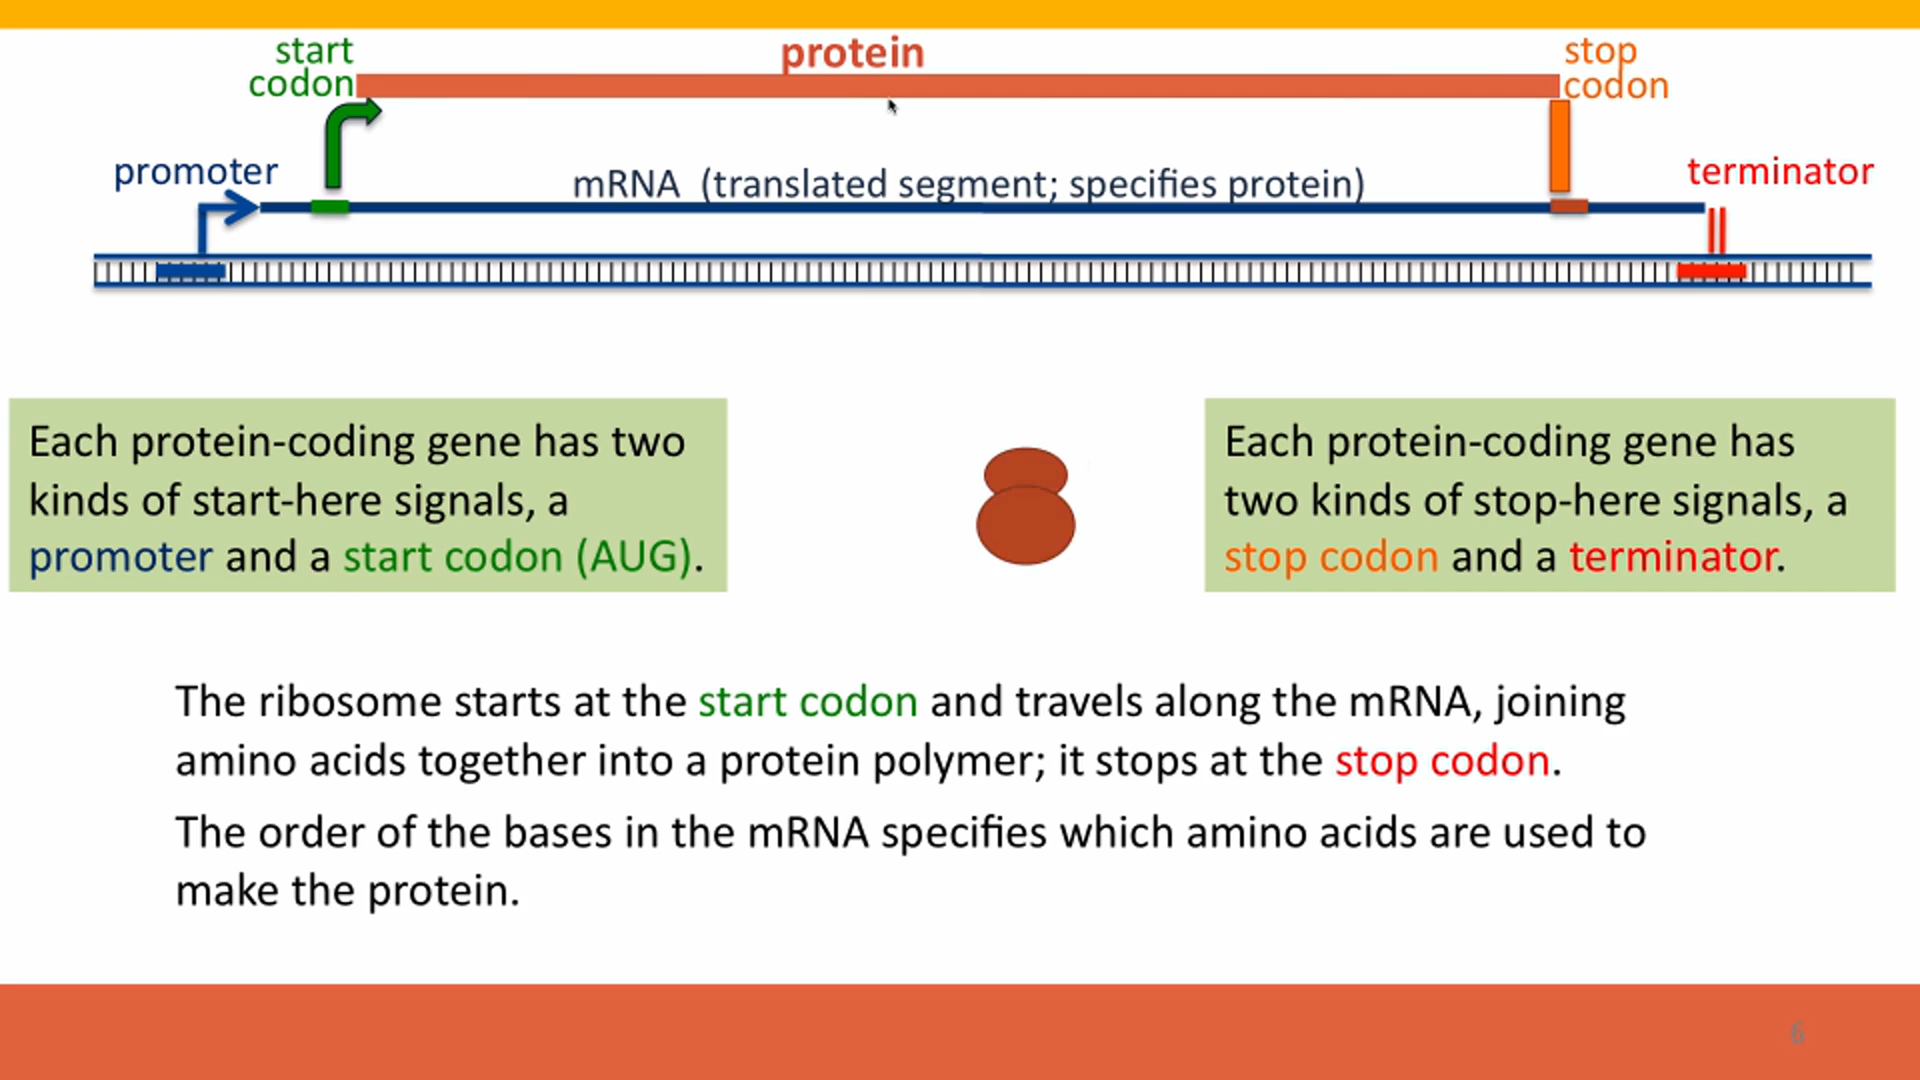 start
codon
protein
stop
codon
promoter
mRNA (translated segment; specifies protein)
terminator
Each protein-coding gene has two
kinds of start-here signals, a
promoter and a start codon (AUG).
Each protein-coding gene has
two kinds of stop-here signals, a
stop codon and a terminator.
The ribosome starts at the start codon and travels along the mRNA, joining
amino acids together into a protein polymer; it stops at the stop codon.
The order of the bases in the mRNA specifies which amino acids are used to
make the protein.
6